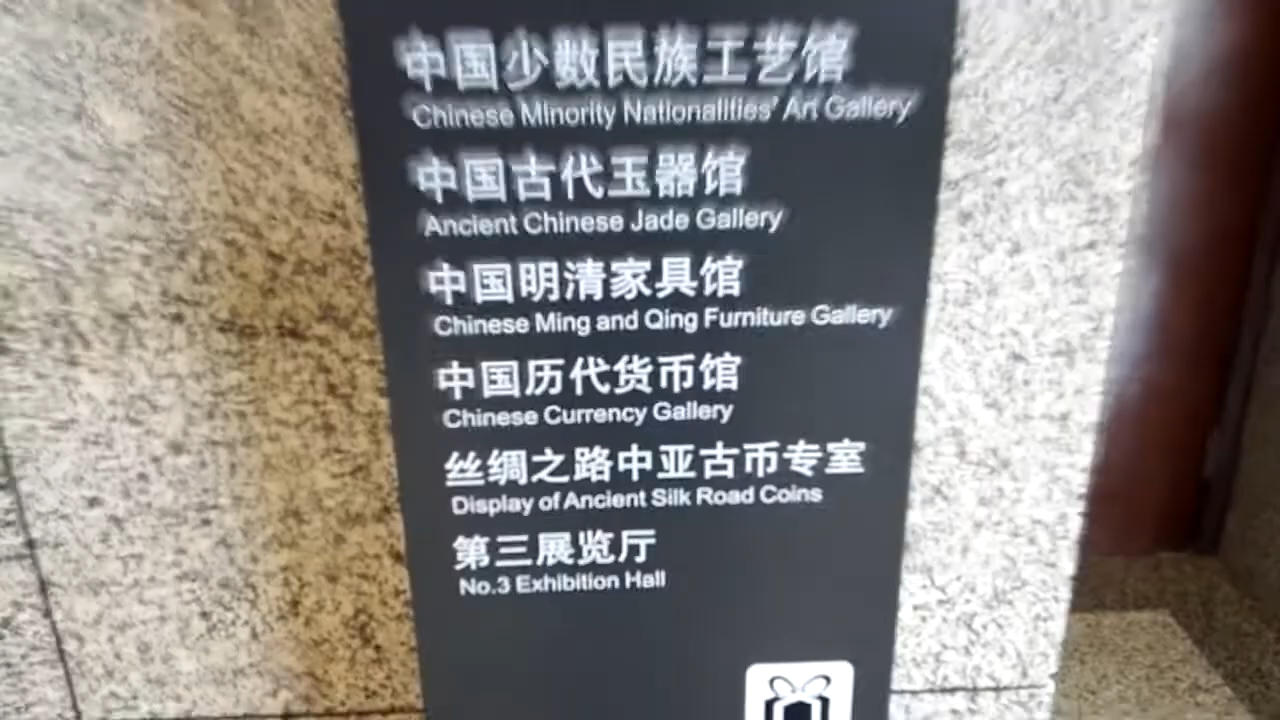 中国少数民族工艺馆
Chinese Minority Nationalities' Art Gallery
中国古代玉器馆
Ancient Chinese Jade Gallery
中国明清家具馆
Chinese Ming and Qing Furniture Gallery
中国历代货币馆
Chinese Currency Gallery
丝绸之路中亚古币专室
Display of Ancient Silk Road Coins
第三展览厅
No.3 Exhibition Hall